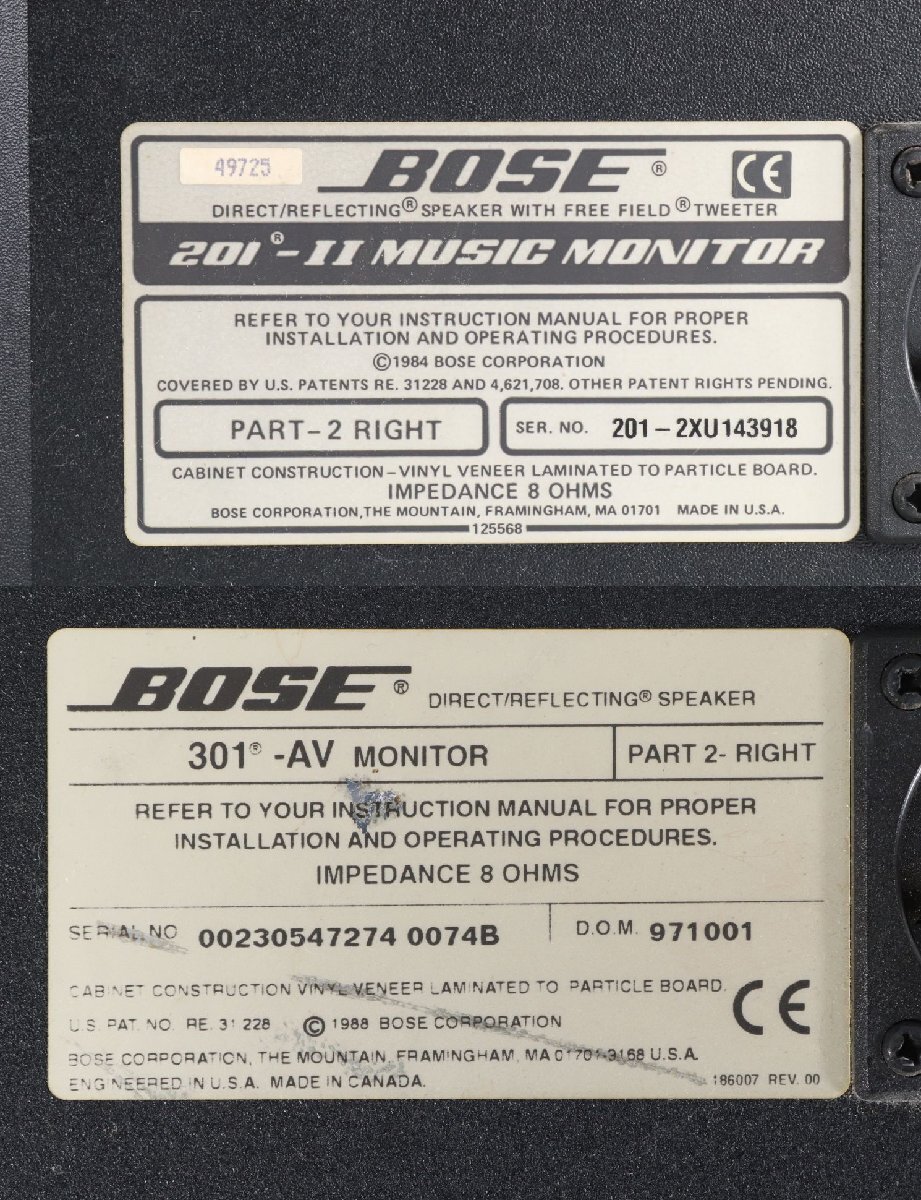 49725
BOSE®
CE
DIRECT/REFLECTING® SPEAKER WITH FREE FIELD® TWEETER
201®-II MUSIC MONITOR
REFER TO YOUR INSTRUCTION MANUAL FOR PROPER
INSTALLATION AND OPERATING PROCEDURES.
©1984 BOSE CORPORATION
COVERED BY U.S. PATENTS RE. 31228 AND 4,621,708. OTHER PATENT RIGHTS PENDING.
PART-2 RIGHT
SER. NO. 201-2XU143918
CABINET CONSTRUCTION-VINYL VENEER LAMINATED TO PARTICLE BOARD.
IMPEDANCE 8 OHMS
BOSE CORPORATION, THE MOUNTAIN, FRAMINGHAM, MA 01701 MADE IN U.S.A.
125568
BOSE® DIRECT/REFLECTING® SPEAKER
301®-AV MONITOR PART 2- RIGHT
REFER TO YOUR INSTRUCTION MANUAL FOR PROPER
INSTALLATION AND OPERATING PROCEDURES.
IMPEDANCE 8 OHMS
SERIAL NO 00230547274 0074B D.O.M. 971001
CABINET CONSTRUCTION VINYL VENEER LAMINATED TO PARTICLE BOARD.
CE
U.S. PAT. NO. RE. 31 228 © 1988 BOSE CORPORATION
BOSE CORPORATION, THE MOUNTAIN, FRAMINGHAM, MA 01701-9168 U.S.A.
ENGINEERED IN U.S.A. MADE IN CANADA.
186007 REV. 00